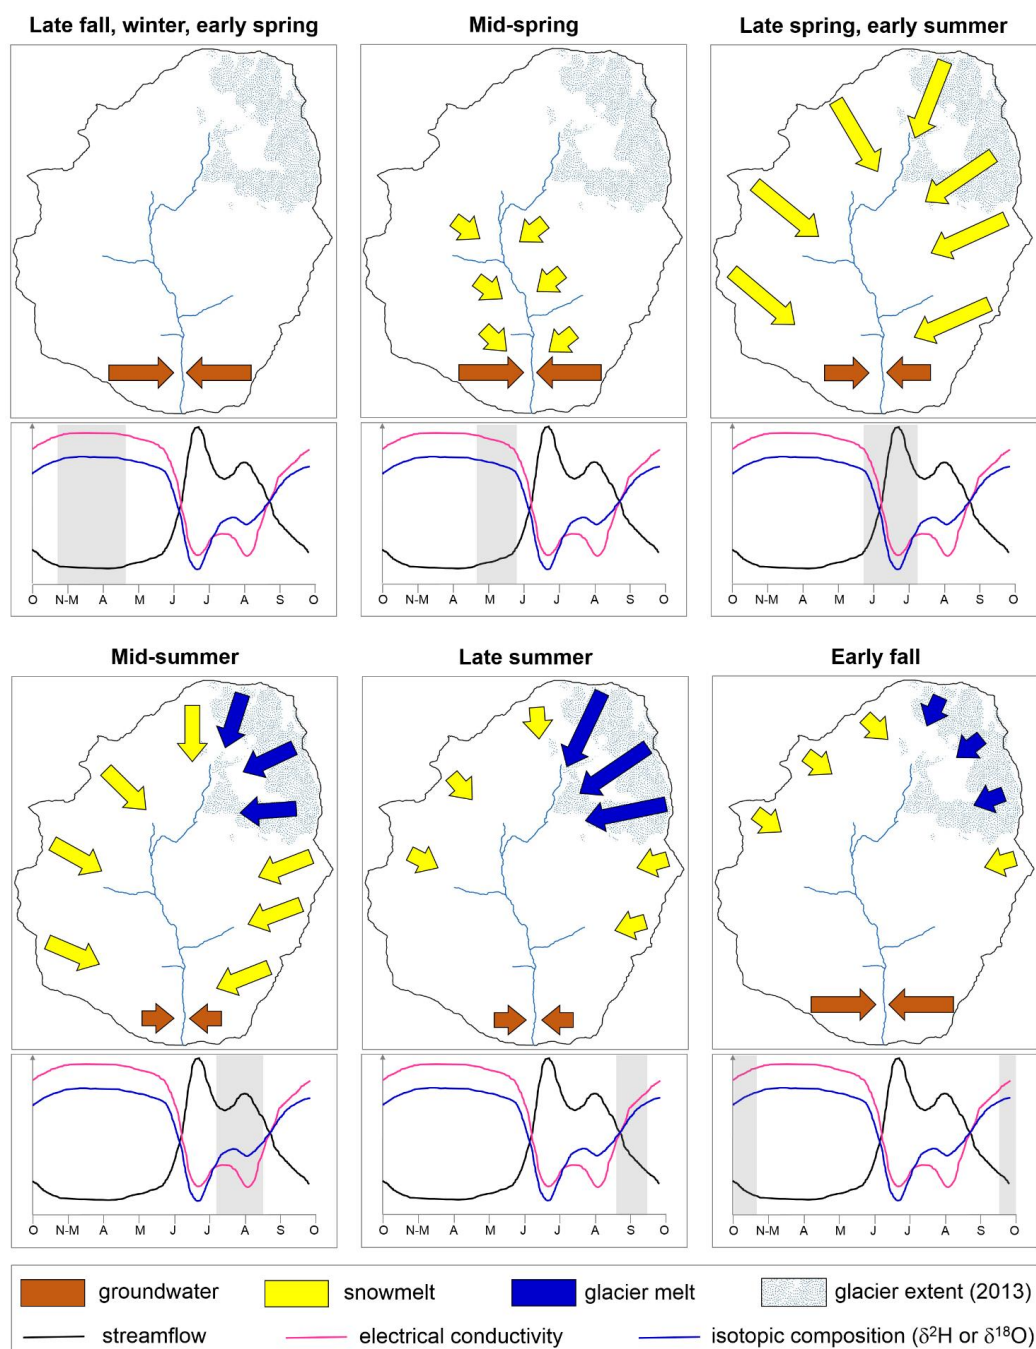 Late fall, winter, early spring
Mid-spring
Late spring, early summer
O N-M A M J J A S O
O N-M A M J J A S O
O N-M A M J J A S O
Mid-summer
Late summer
Early fall
O N-M A M J J A S O
O N-M A M J J A S O
O N-M A M J J A S O
groundwater snowmelt glacier melt glacier extent (2013)
streamflow electrical conductivity isotopic composition (δ²H or δ¹⁸O)